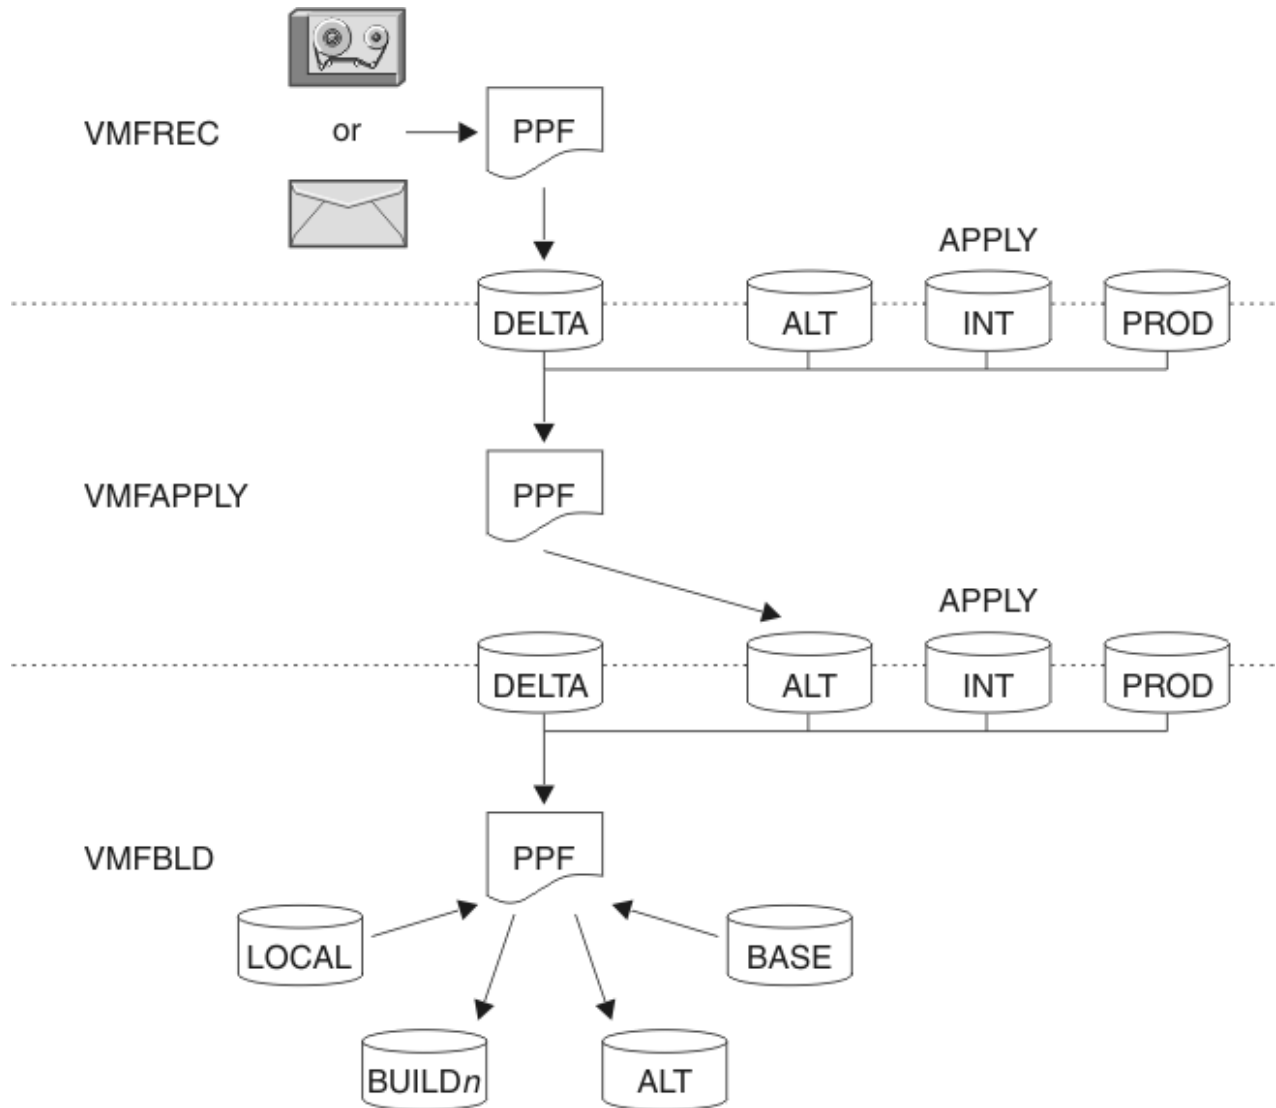 VMFREC
or
PPF
APPLY
DELTA
ALT
INT
PROD
VMFAPPLY
PPF
APPLY
DELTA
ALT
INT
PROD
VMFBLD
PPF
LOCAL
BASE
BUILDn
ALT